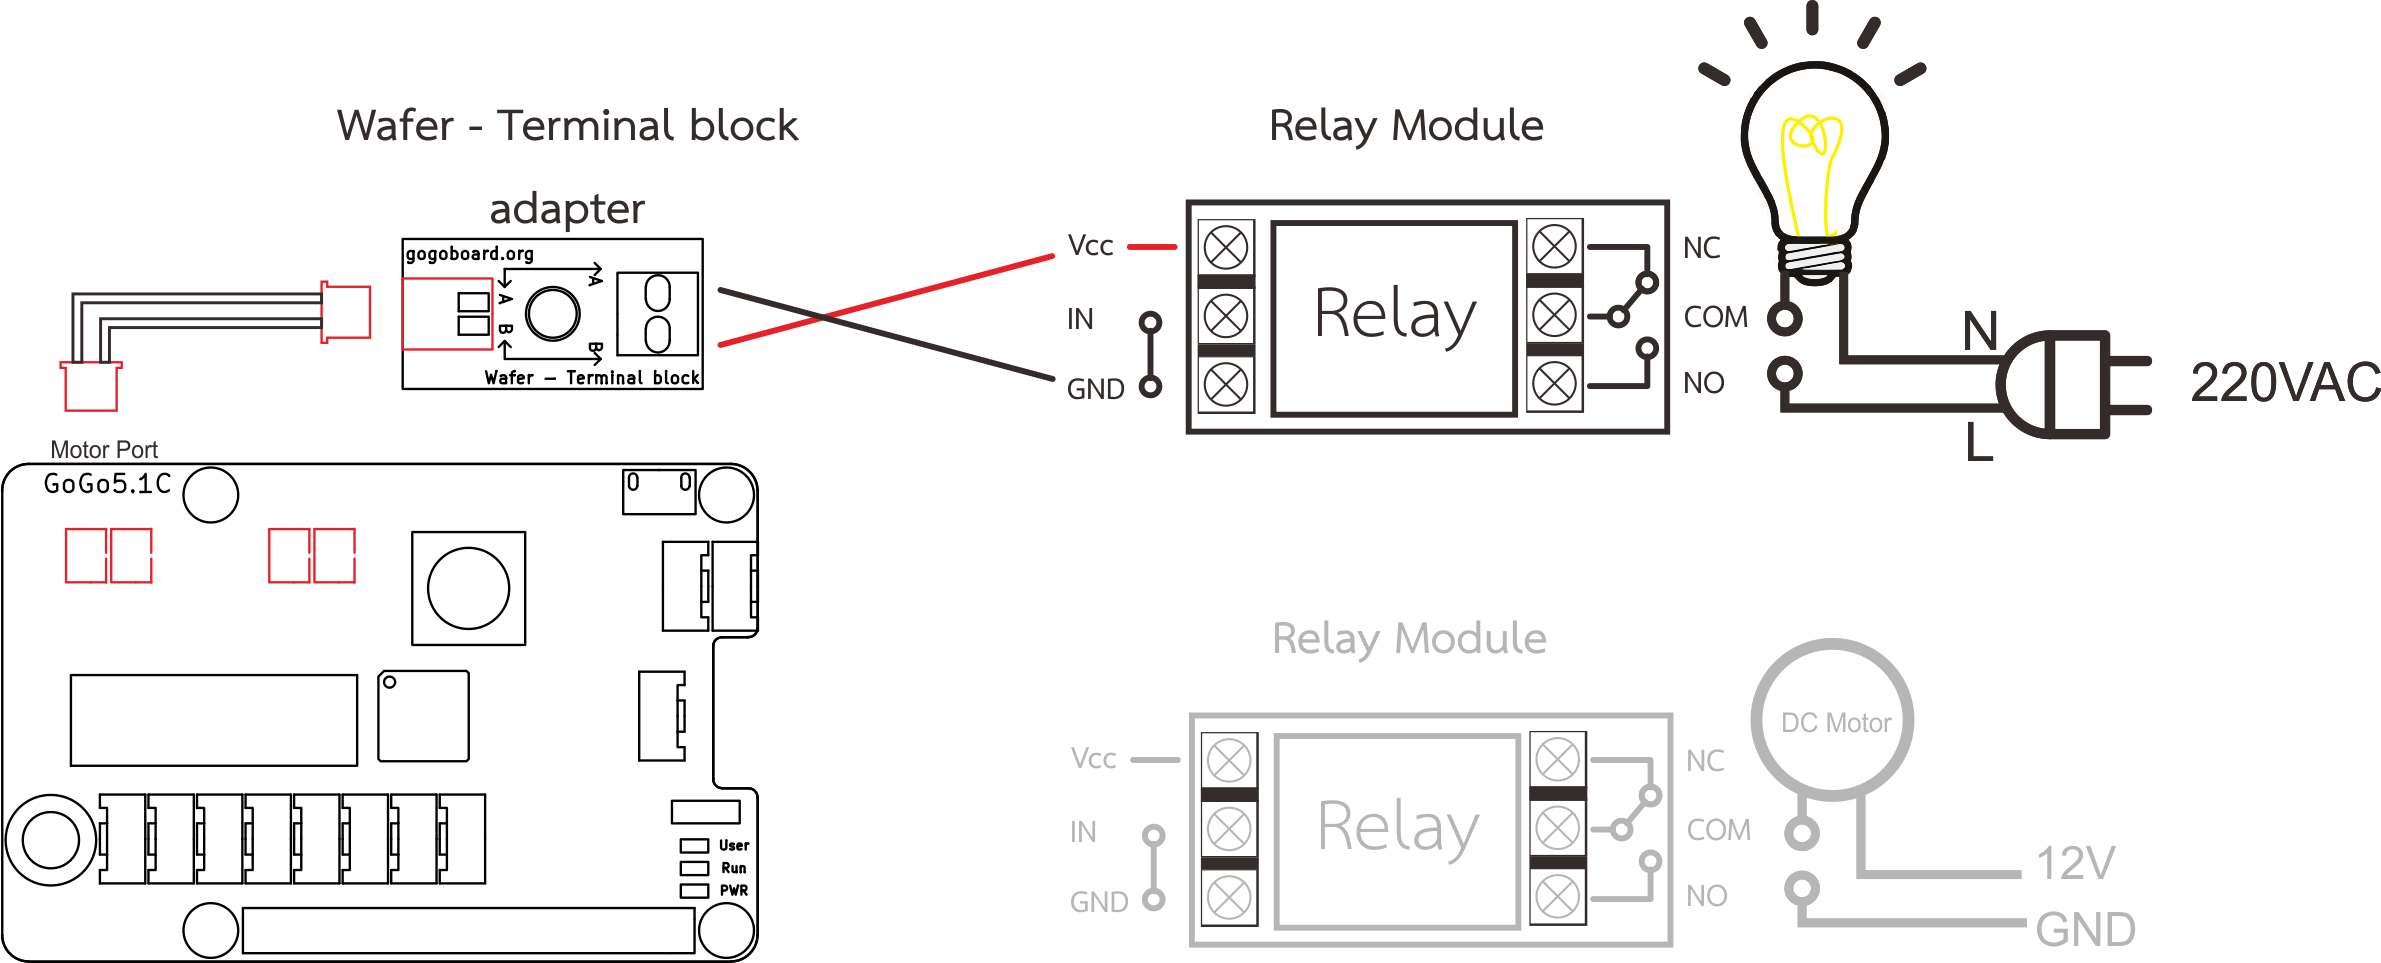 Wafer - Terminal block
adapter
gogoboard.org
A
A
B
B
Wafer - Terminal block
Relay Module
Vcc
IN
GND
Relay
NC
COM
NO
N
L
220VAC
Motor Port
GoGo5.1C
User
Run
PWR
Relay Module
Vcc
IN
GND
Relay
NC
COM
NO
DC Motor
12V
GND